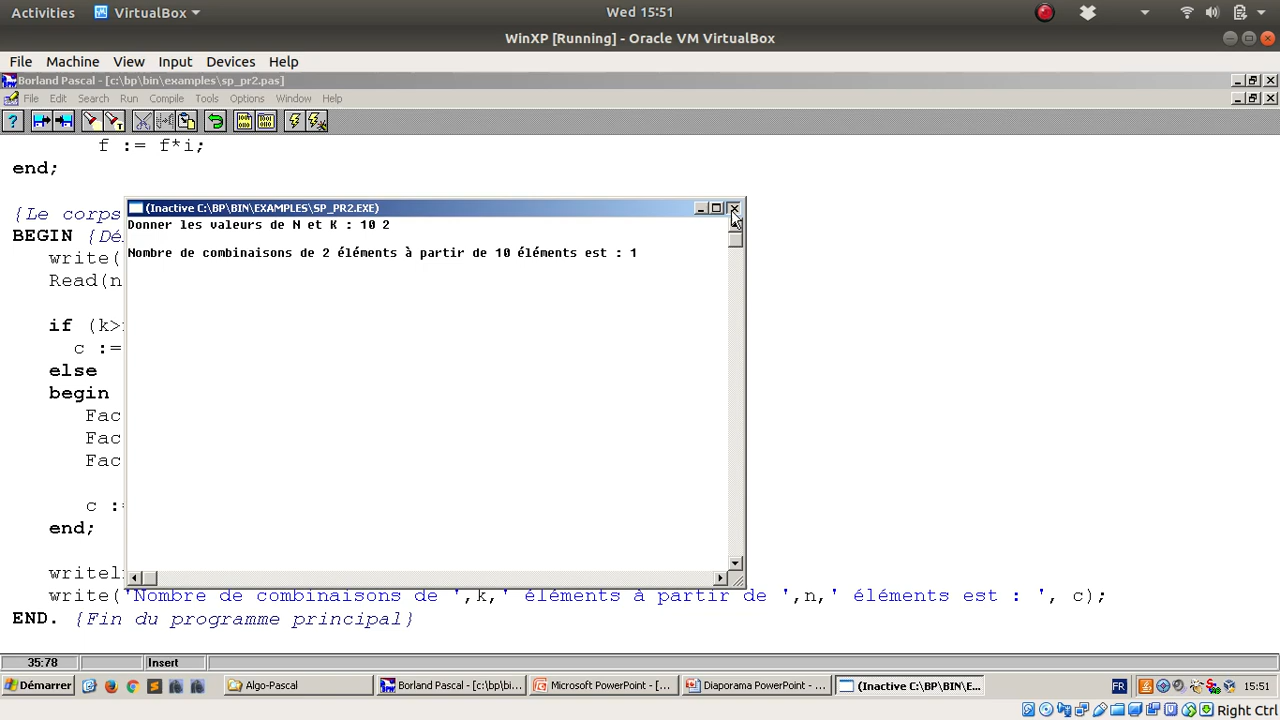 Activities VirtualBox Wed 15:51
WinXP [Running] - Oracle VM VirtualBox
File Machine View Input Devices Help
Borland Pascal - [c:\bp\bin\examples\sp_pr2.pas]
File Edit Search Run Compile Tools Options Window Help
f := f*i;
end;
(Inactive C:\BP\BIN\EXAMPLES\SP_PR2.EXE)
{Le corps
Donner les valeurs de N et K : 10 2
BEGIN {Dé
Nombre de combinaisons de 2 éléments à partir de 10 éléments est : 1
write(
Read(n
if (k>
c :=
else
begin
Fac
Fac
Fac
c :
end;
writel
write('Nombre de combinaisons de ',k,' éléments à partir de ',n,' éléments est : ', c);
END. {Fin du programme principal}
35:78 Insert
Démarrer Algo-Pascal Borland Pascal - [c:\bp\bi... Microsoft PowerPoint - [... Diaporama PowerPoint - ... (Inactive C:\BP\BIN\E... FR 15:51
Right Ctrl